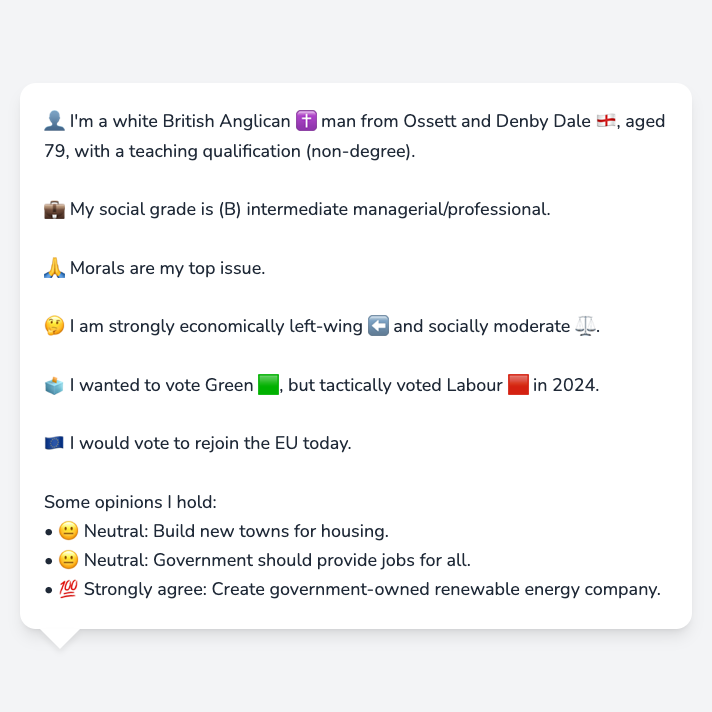 👤 I'm a white British Anglican ✝️ man from Ossett and Denby Dale 🏴󠁧󠁢󠁥󠁮󠁧󠁿, aged
79, with a teaching qualification (non-degree).
💼 My social grade is (B) intermediate managerial/professional.
🙏 Morals are my top issue.
🤔 I am strongly economically left-wing ⬅️ and socially moderate ⚖️.
🗳️ I wanted to vote Green 🟩, but tactically voted Labour 🟥 in 2024.
🇪🇺 I would vote to rejoin the EU today.
Some opinions I hold:
• 😐 Neutral: Build new towns for housing.
• 😐 Neutral: Government should provide jobs for all.
• 💯 Strongly agree: Create government-owned renewable energy company.